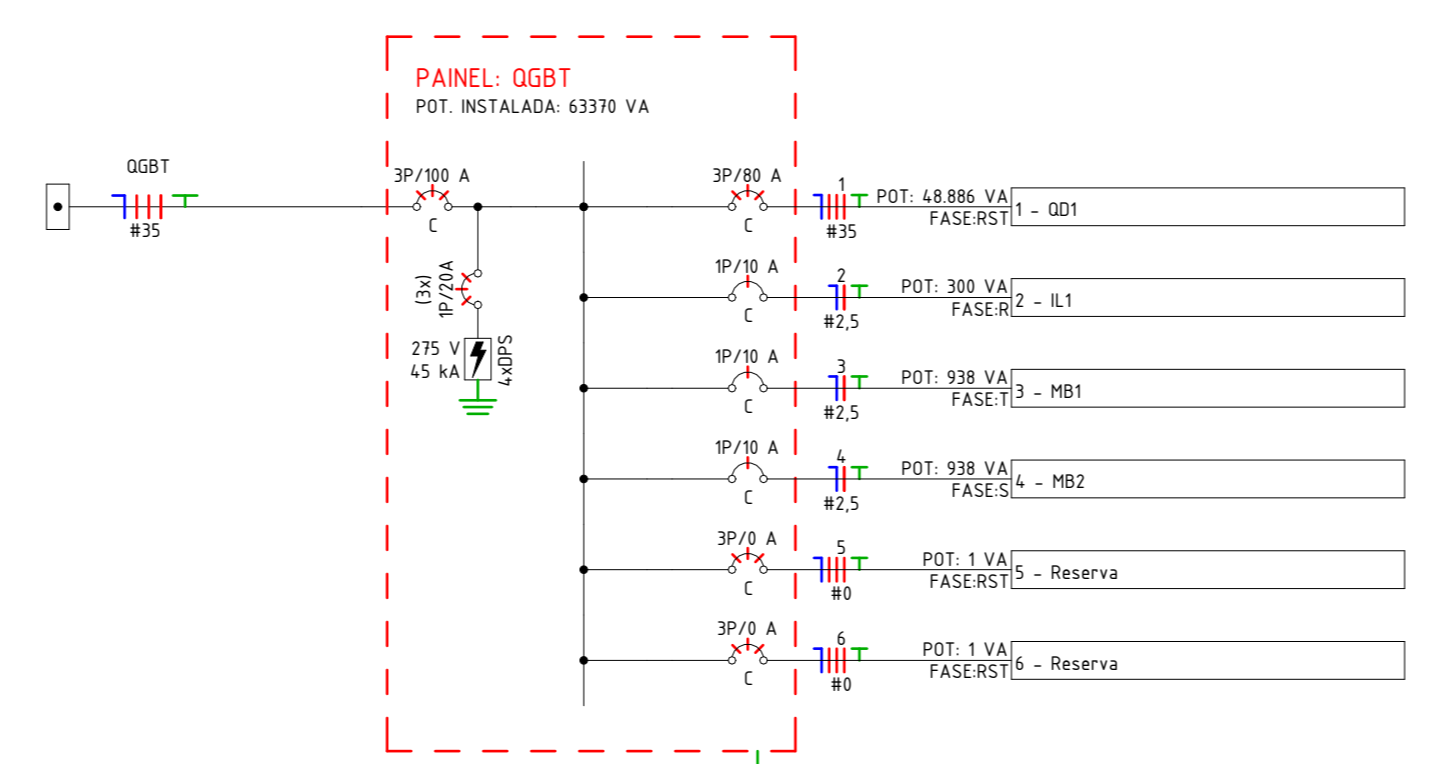 PAINEL: QGBT
POT. INSTALADA: 63370 VA
QGBT
#35
3P/100 A
C
(3x)
1P/20A
275 V
45 kA
4xDPS
3P/80 A
C
1
#35
POT: 48.886 VA
FASE:RST
1 - QD1
1P/10 A
C
2
#2,5
POT: 300 VA
FASE:R
2 - IL1
1P/10 A
C
3
#2,5
POT: 938 VA
FASE:T
3 - MB1
1P/10 A
C
4
#2,5
POT: 938 VA
FASE:S
4 - MB2
3P/0 A
C
5
#0
POT: 1 VA
FASE:RST
5 - Reserva
3P/0 A
C
6
#0
POT: 1 VA
FASE:RST
6 - Reserva